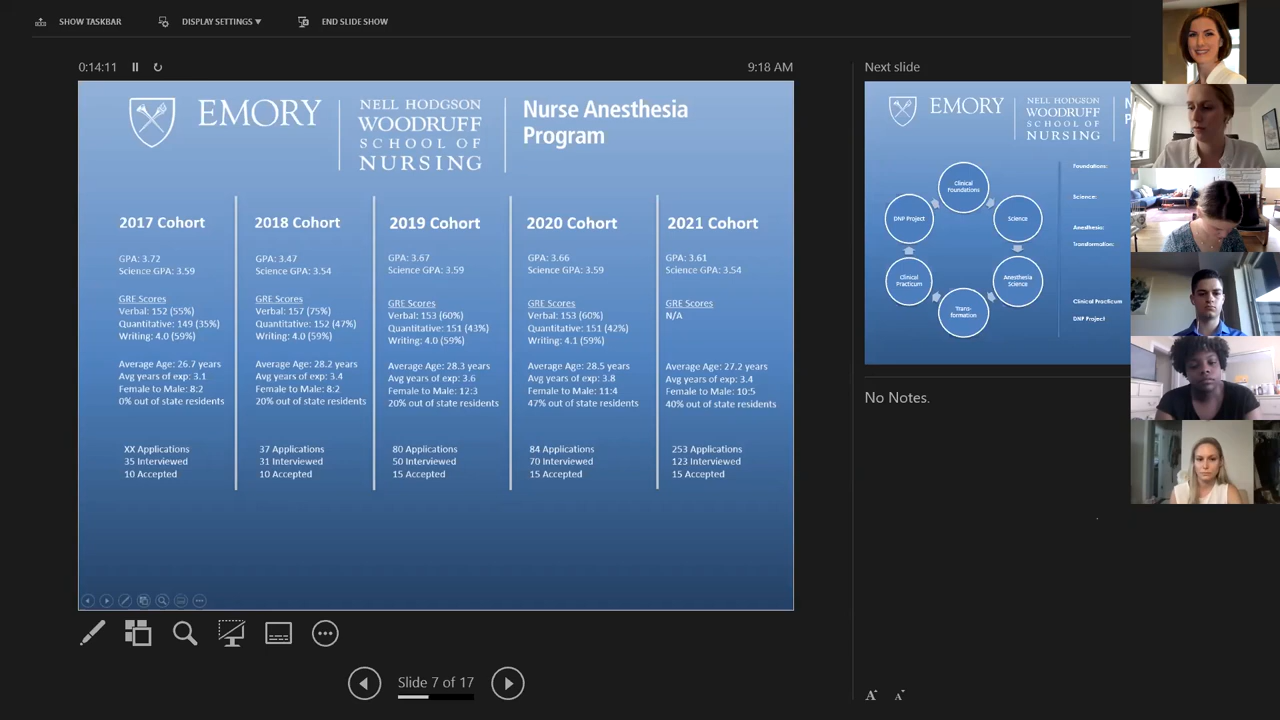 SHOW TASKBAR
DISPLAY SETTINGS ▼
END SLIDE SHOW
0:14:11
9:18 AM
EMORY
NELL HODGSON
WOODRUFF
SCHOOL OF
NURSING
Nurse Anesthesia
Program
2017 Cohort
GPA: 3.72
Science GPA: 3.59
GRE Scores
Verbal: 152 (55%)
Quantitative: 149 (35%)
Writing: 4.0 (59%)
Average Age: 26.7 years
Avg years of exp: 3.1
Female to Male: 8:2
0% out of state residents
XX Applications
35 Interviewed
10 Accepted
2018 Cohort
GPA: 3.47
Science GPA: 3.54
GRE Scores
Verbal: 157 (75%)
Quantitative: 152 (47%)
Writing: 4.0 (59%)
Average Age: 28.2 years
Avg years of exp: 3.4
Female to Male: 8:2
20% out of state residents
37 Applications
31 Interviewed
10 Accepted
2019 Cohort
GPA: 3.67
Science GPA: 3.59
GRE Scores
Verbal: 153 (60%)
Quantitative: 151 (43%)
Writing: 4.0 (59%)
Average Age: 28.3 years
Avg years of exp: 3.6
Female to Male: 12:3
20% out of state residents
80 Applications
50 Interviewed
15 Accepted
2020 Cohort
GPA: 3.66
Science GPA: 3.59
GRE Scores
Verbal: 153 (60%)
Quantitative: 151 (42%)
Writing: 4.1 (59%)
Average Age: 28.5 years
Avg years of exp: 3.8
Female to Male: 11:4
47% out of state residents
84 Applications
70 Interviewed
15 Accepted
2021 Cohort
GPA: 3.61
Science GPA: 3.54
GRE Scores
N/A
Average Age: 27.2 years
Avg years of exp: 3.4
Female to Male: 10:5
40% out of state residents
253 Applications
123 Interviewed
15 Accepted
Slide 7 of 17
Next slide
EMORY
NELL HODGSON
WOODRUFF
SCHOOL OF
NURSING
N
P
Clinical
Foundations
Science
Anesthesia
Science
Trans-
formation
Clinical
Practicum
DNP Project
Foundations:
Science:
Anesthesia:
Transformation:
Clinical Practicum
DNP Project
No Notes.
A
A